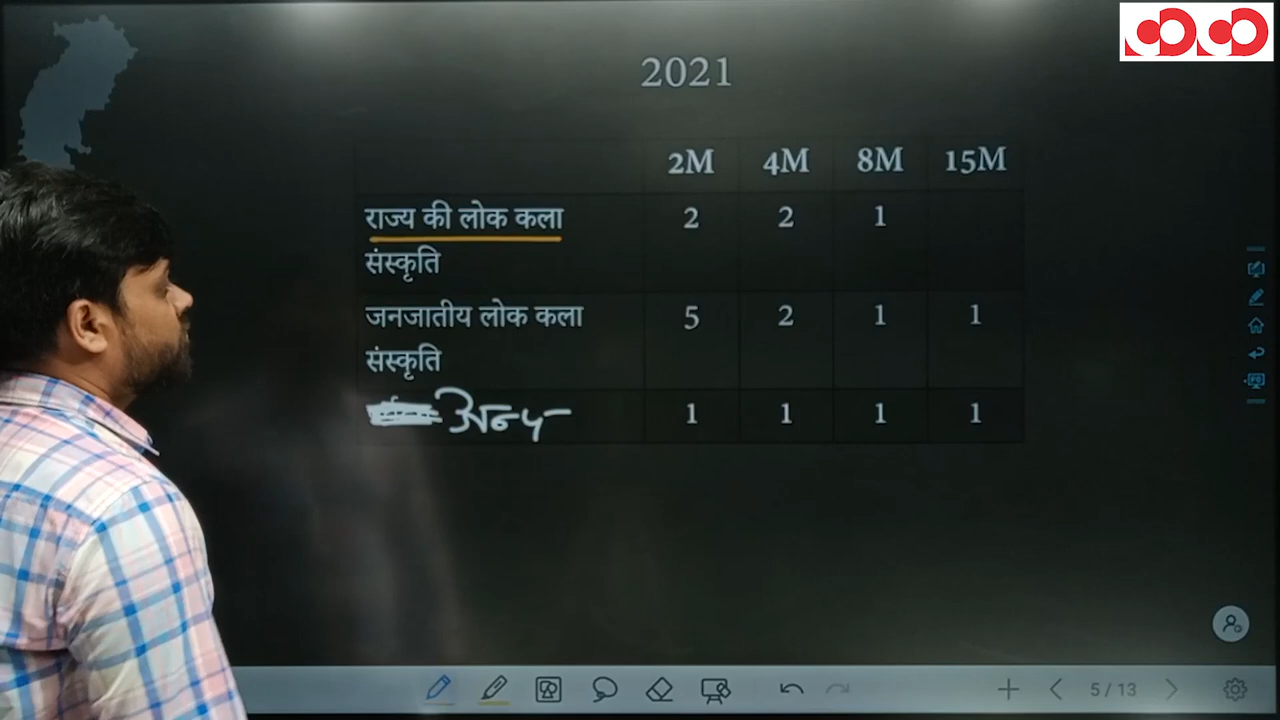 2021
2M 4M 8M 15M
राज्य की लोक कला 2 2 1
संस्कृति
जनजातीय लोक कला 5 2 1 1
संस्कृति
अन्य 1 1 1 1
5 / 13